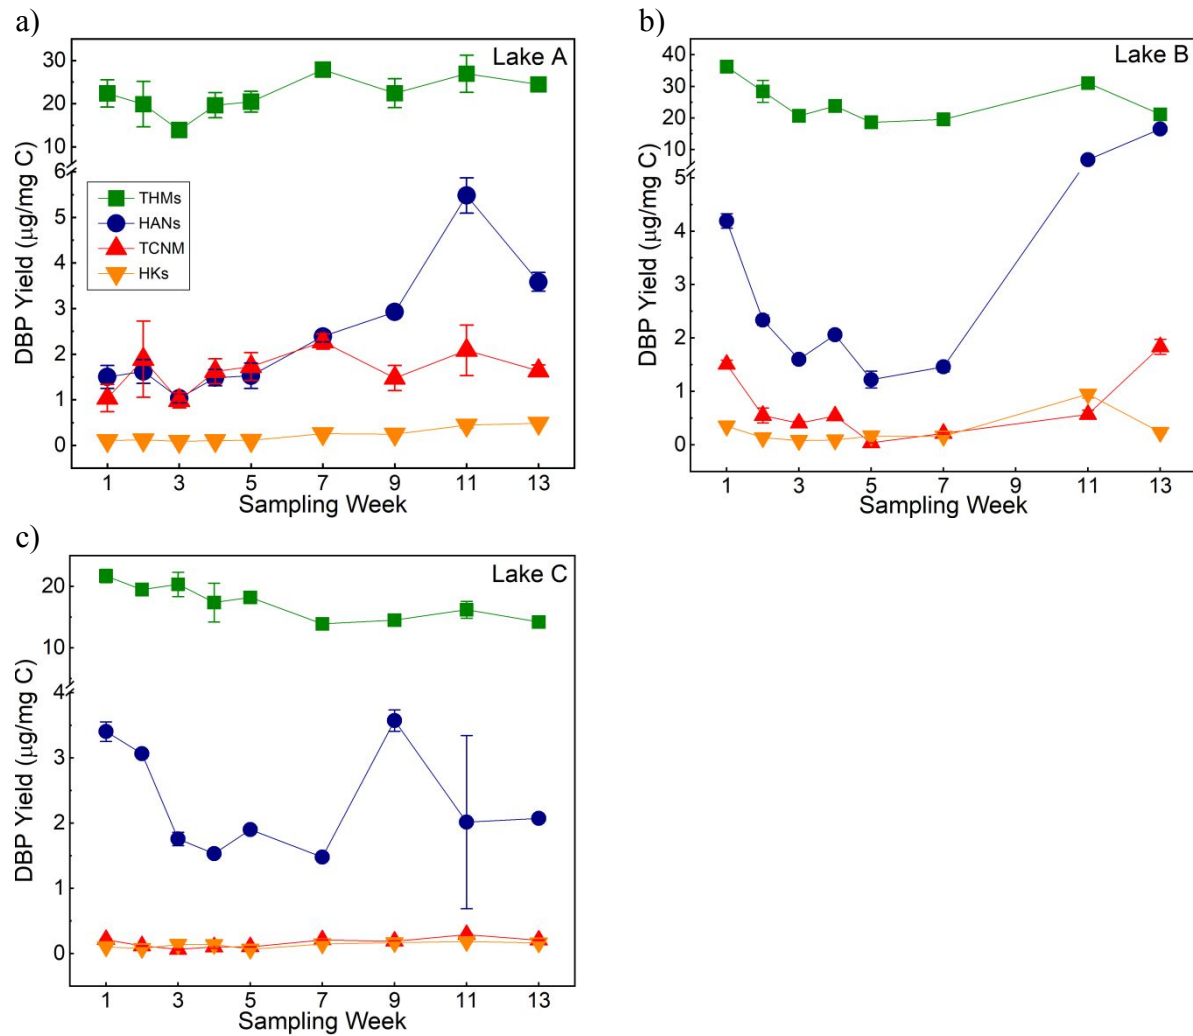 a)
Lake A
30
20
10
6
5
4
3
2
1
0
DBP Yield (μg/mg C)
THMs
HANs
TCNM
HKs
1 3 5 7 9 11 13
Sampling Week
b)
Lake B
40
30
20
10
5
4
3
2
1
0
DBP Yield (μg/mg C)
1 3 5 7 9 11 13
Sampling Week
c)
Lake C
20
10
4
3
2
1
0
DBP Yield (μg/mg C)
1 3 5 7 9 11 13
Sampling Week